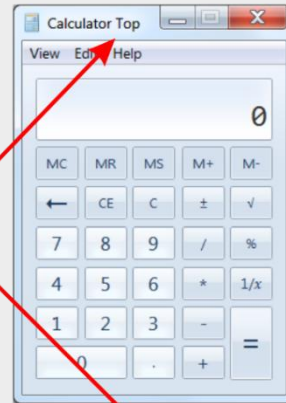 Calculator Top
View Edit Help
0
MC MR MS M+ M-
← CE C ± √
7 8 9 / %
4 5 6 * 1/x
1 2 3 - =
0 . +